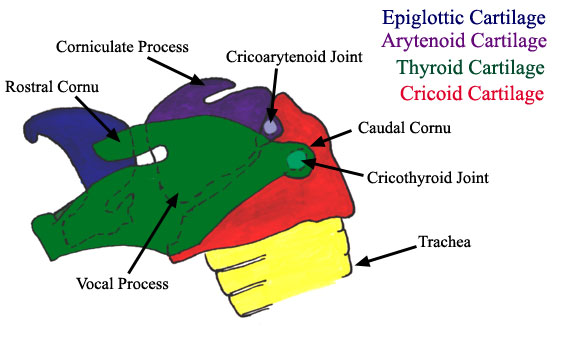 Epiglottic Cartilage
Arytenoid Cartilage
Thyroid Cartilage
Cricoid Cartilage
Corniculate Process
Cricoarytenoid Joint
Rostral Cornu
Caudal Cornu
Cricothyroid Joint
Trachea
Vocal Process